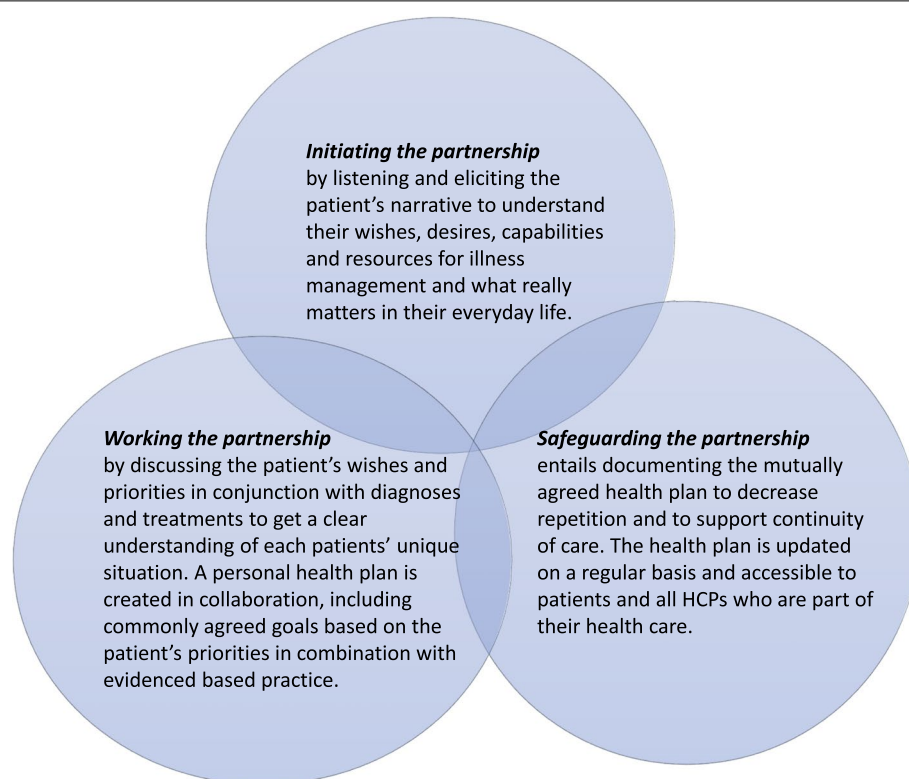 Initiating the partnership
by listening and eliciting the
patient’s narrative to understand
their wishes, desires, capabilities
and resources for illness
management and what really
matters in their everyday life.
Working the partnership
by discussing the patient’s wishes and
priorities in conjunction with diagnoses
and treatments to get a clear
understanding of each patients’ unique
situation. A personal health plan is
created in collaboration, including
commonly agreed goals based on the
patient’s priorities in combination with
evidenced based practice.
Safeguarding the partnership
entails documenting the mutually
agreed health plan to decrease
repetition and to support continuity
of care. The health plan is updated
on a regular basis and accessible to
patients and all HCPs who are part of
their health care.